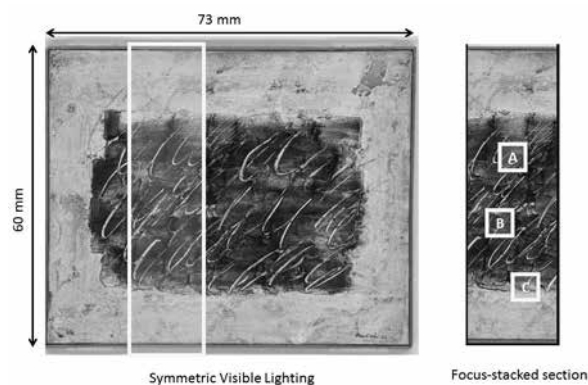 73 mm
60 mm
A
B
C
Symmetric Visible Lighting
Focus-stacked section